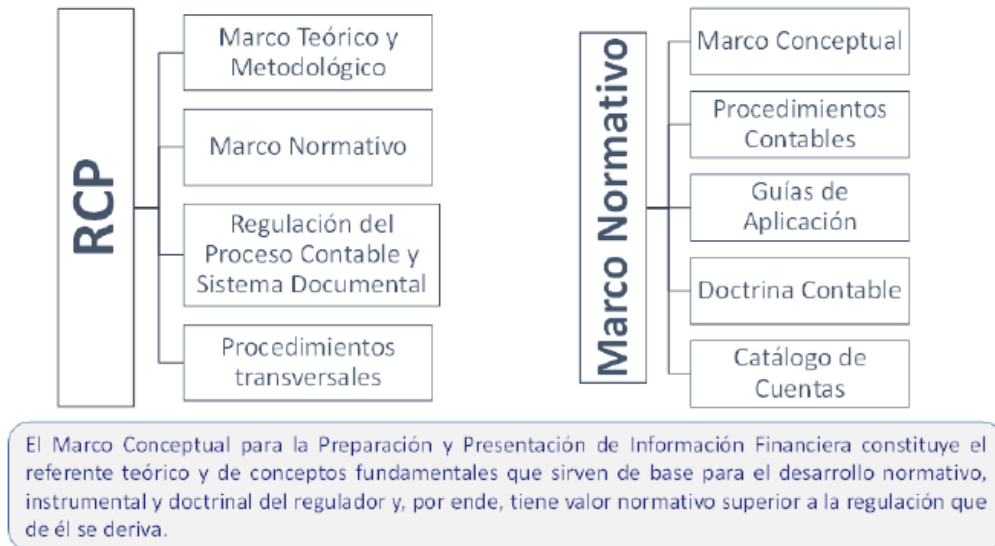 RCP
Marco Teórico y
Metodológico
Marco Normativo
Regulación del
Proceso Contable y
Sistema Documental
Procedimientos
transversales
Marco Normativo
Marco Conceptual
Procedimientos
Contables
Guías de
Aplicación
Doctrina Contable
Catálogo de
Cuentas
El Marco Conceptual para la Preparación y Presentación de Información Financiera constituye el
referente teórico y de conceptos fundamentales que sirven de base para el desarrollo normativo,
instrumental y doctrinal del regulador y, por ende, tiene valor normativo superior a la regulación que
de él se deriva.